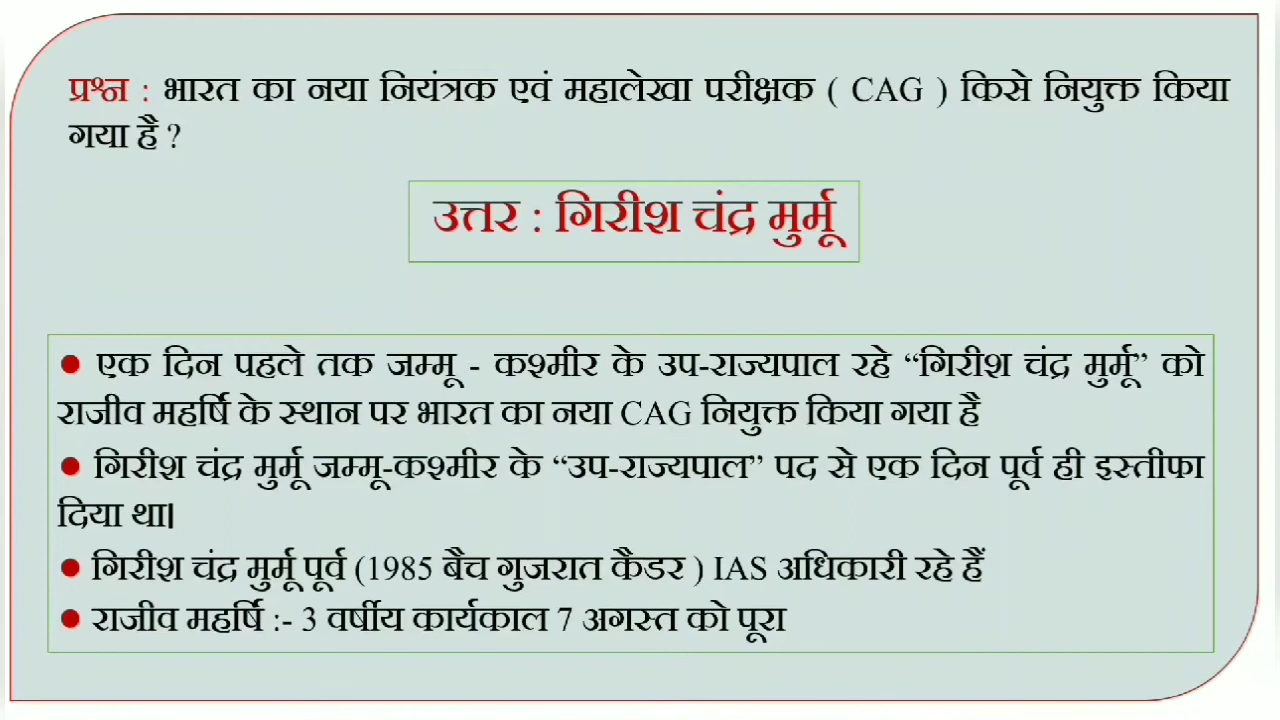 प्रश्न : भारत का नया नियंत्रक एवं महालेखा परीक्षक ( CAG ) किसे नियुक्त किया
गया है ?
उत्तर : गिरीश चंद्र मुर्मू
● एक दिन पहले तक जम्मू - कश्मीर के उप-राज्यपाल रहे “गिरीश चंद्र मुर्मू” को
राजीव महर्षि के स्थान पर भारत का नया CAG नियुक्त किया गया है
● गिरीश चंद्र मुर्मू जम्मू-कश्मीर के “उप-राज्यपाल” पद से एक दिन पूर्व ही इस्तीफा
दिया था।
● गिरीश चंद्र मुर्मू पूर्व (1985 बैच गुजरात कैडर ) IAS अधिकारी रहे हैं
● राजीव महर्षि :- 3 वर्षीय कार्यकाल 7 अगस्त को पूरा